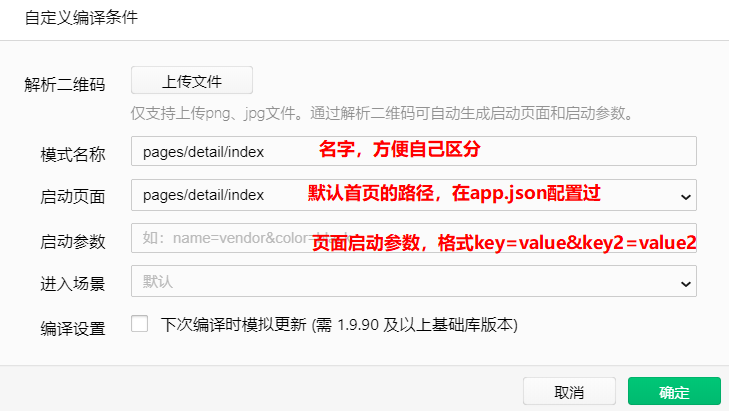 自定义编译条件
解析二维码 上传文件
仅支持上传png、jpg文件。通过解析二维码可自动生成启动页面和启动参数。
模式名称 pages/detail/index 名字，方便自己区分
启动页面 pages/detail/index 默认首页的路径，在app.json配置过
启动参数 如：name=vendor&color= 页面启动参数，格式key=value&key2=value2
进入场景 默认
编译设置 下次编译时模拟更新 (需 1.9.90 及以上基础库版本)
取消 确定